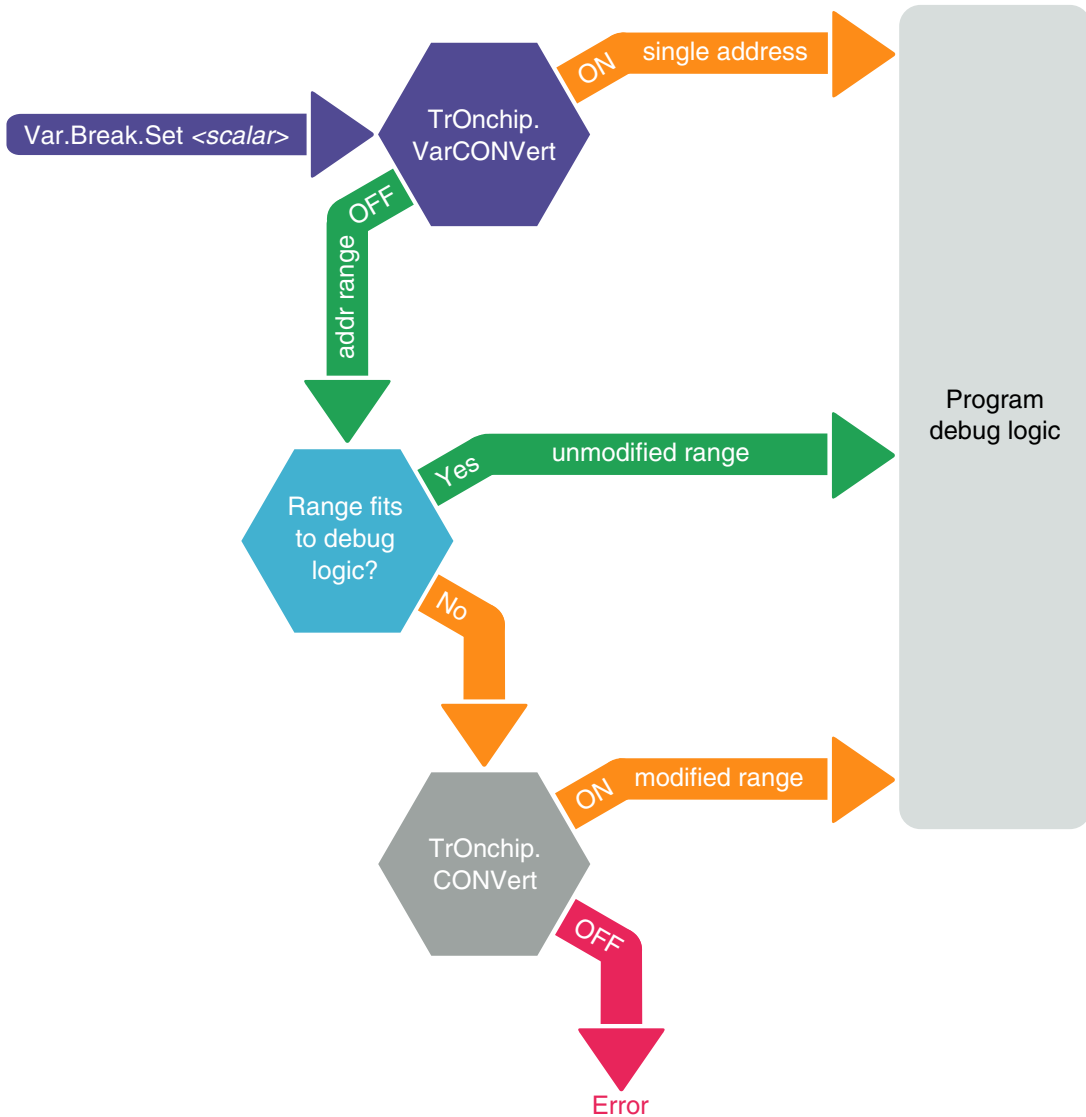 ON
single address
Var.Break.Set <scalar>
TrOnchip.
VarCONVert
OFF
addr range
Program
debug logic
Yes
unmodified range
Range fits
to debug
logic?
No
ON
modified range
TrOnchip.
CONVert
OFF
Error